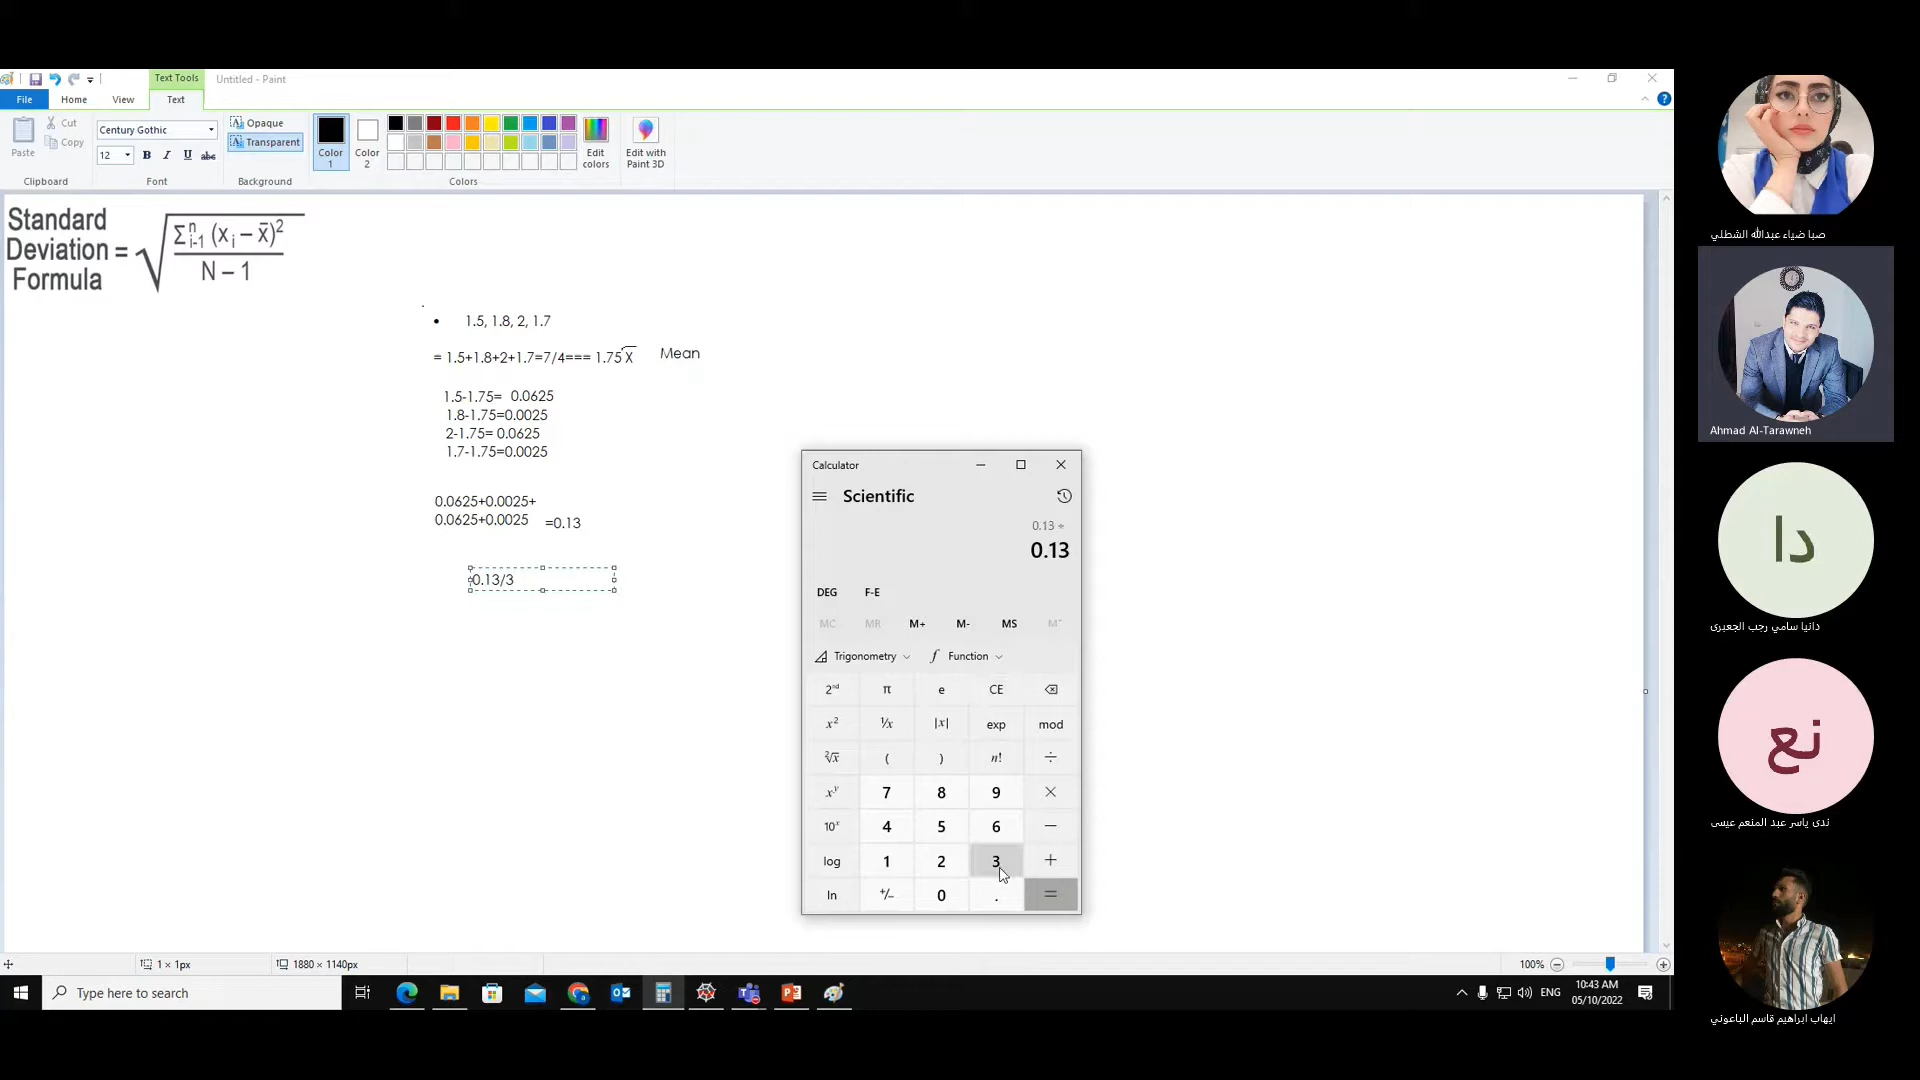 Text Tools
Untitled - Paint
File
Home
View
Text
Paste
Cut
Copy
Clipboard
Century Gothic
12
B
I
U
abc
Font
Opaque
Transparent
Background
Color
1
Color
2
Edit
colors
Colors
Edit with
Paint 3D
Standard
Deviation =
Formula
√
Σⁿi-1 (xi – x̄)²
N – 1
• 1.5, 1.8, 2, 1.7
= 1.5+1.8+2+1.7=7/4=== 1.75 X̄ Mean
1.5-1.75= 0.0625
1.8-1.75=0.0025
2-1.75= 0.0625
1.7-1.75=0.0025
0.0625+0.0025+
0.0625+0.0025 =0.13
0.13/3
Calculator
Scientific
0.13 ÷
0.13
DEG F-E
MC MR M+ M- MS M˅
Trigonometry Function
2ⁿᵈ π e CE
x² ¹/x |x| exp mod
²√x ( ) n! ÷
xʸ 7 8 9 ×
10ˣ 4 5 6 −
log 1 2 3 +
ln +/− 0 . =
1 × 1px
1880 × 1140px
100%
Type here to search
ENG
10:43 AM
05/10/2022
صبا ضياء عبدالله الشطلي
Ahmad Al-Tarawneh
دا
دانيا سامي رجب الجعبرى
نع
ندى ياسر عبد المنعم عيسى
ايهاب ابراهيم قاسم الباعوني